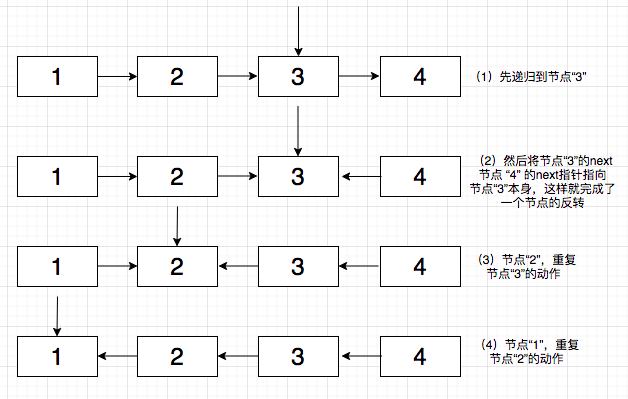 1 2 3 4 （1）先递归到节点“3”
1 2 3 4 （2）然后将节点“3”的next
节点 “4” 的next指针指向
节点“3”本身，这样就完成了
一个节点的反转
1 2 3 4 （3）节点“2”，重复
节点“3”的动作
1 2 3 4 （4）节点“1”，重复
节点“2”的动作